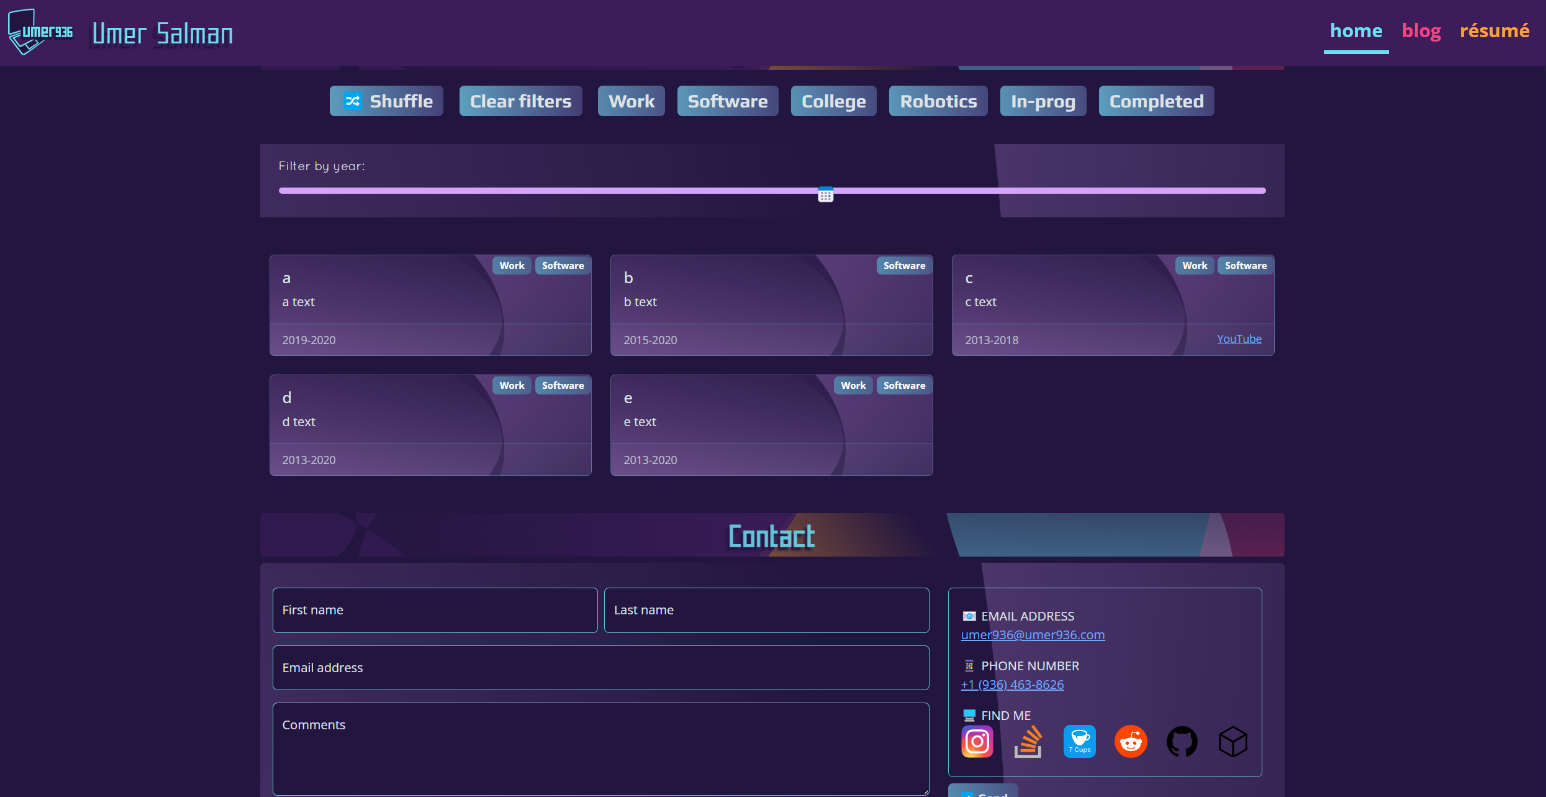 umer936 Umer Salman home blog résumé
Shuffle Clear filters Work Software College Robotics In-prog Completed
Filter by year:
Work Software
a
a text
2019-2020
Software
b
b text
2015-2020
Work Software
c
c text
2013-2018 YouTube
Work Software
d
d text
2013-2020
Work Software
e
e text
2013-2020
Contact
First name Last name
Email address
Comments
EMAIL ADDRESS
umer936@umer936.com
PHONE NUMBER
+1 (936) 463-8626
FIND ME
7 Cups
Send